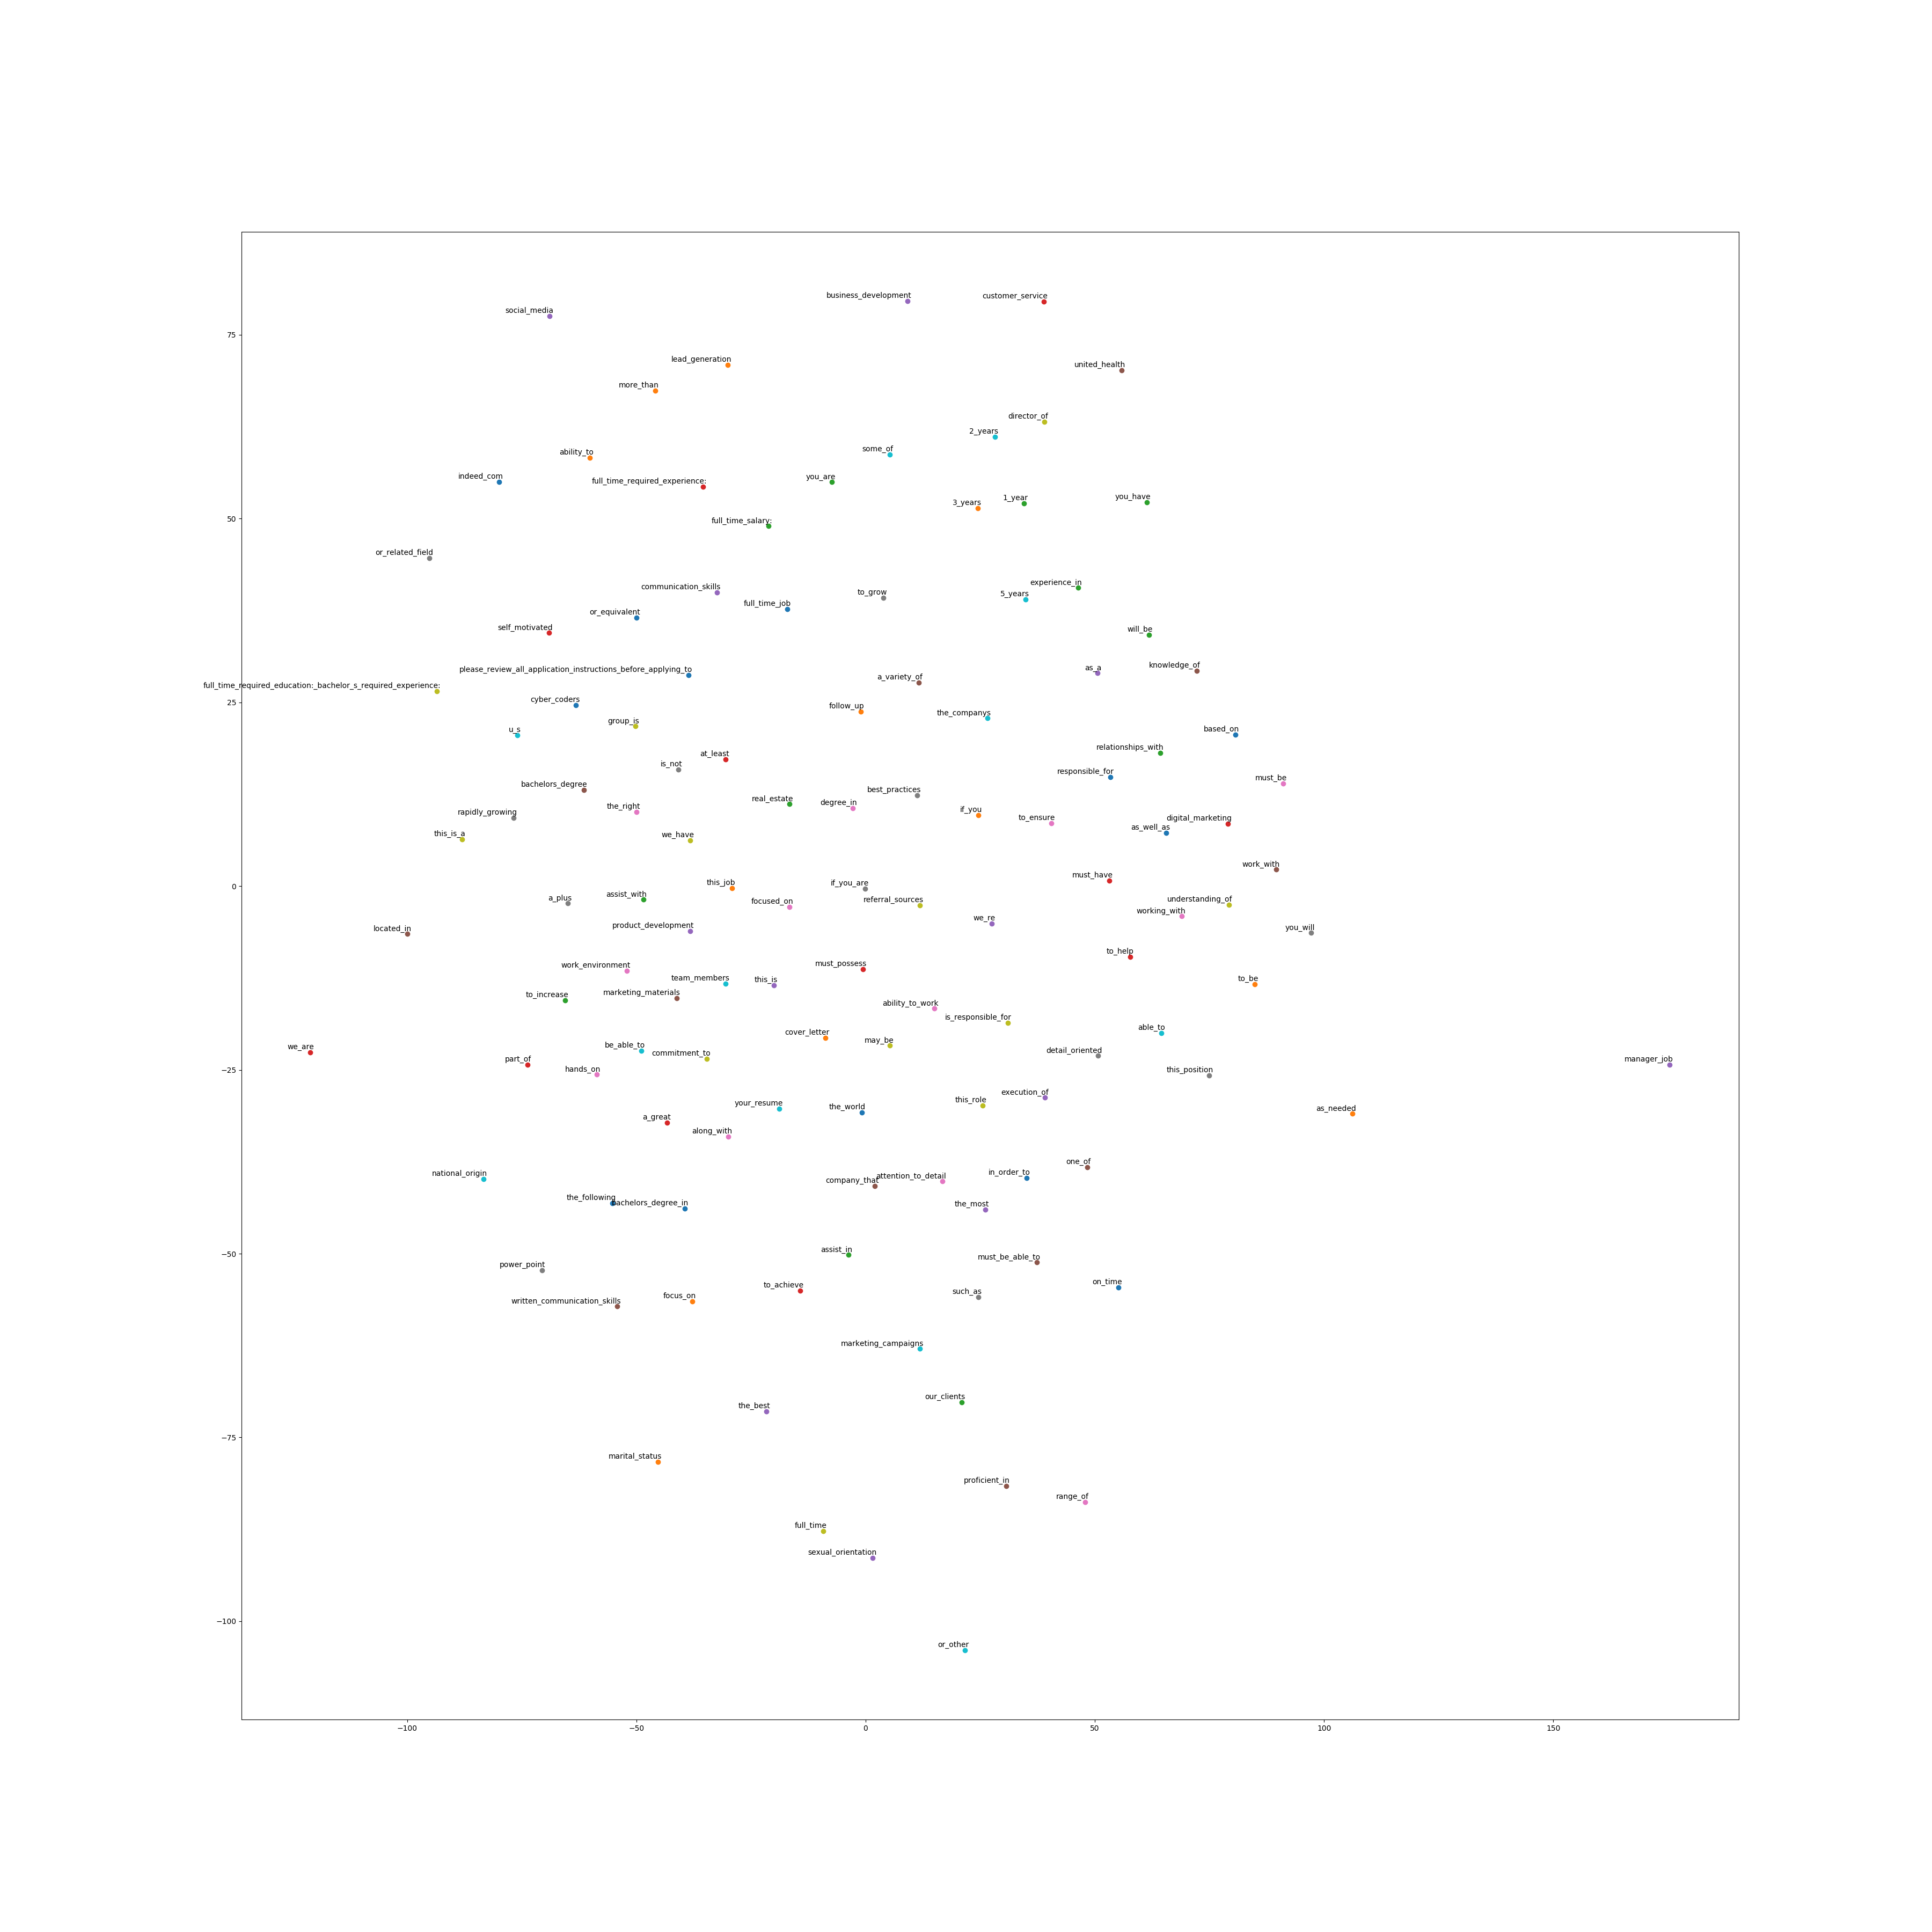 business_development
customer_service
social_media
75
lead_generation
united_health
more_than
director_of
2_years
some_of
ability_to
indeed_com
full_time_required_experience:
you_are
3_years
1_year
you_have
50
full_time_salary:
or_related_field
communication_skills
experience_in
to_grow
5_years
full_time_job
or_equivalent
self_motivated
will_be
please_review_all_application_instructions_before_applying_to
as_a
knowledge_of
a_variety_of
full_time_required_education:_bachelor_s_required_experience:
25
cyber_coders
follow_up
the_companys
group_is
u_s
based_on
relationships_with
at_least
is_not
responsible_for
must_be
bachelors_degree
best_practices
real_estate
degree_in
the_right
if_you
rapidly_growing
to_ensure
digital_marketing
as_well_as
this_is_a
we_have
work_with
must_have
0
this_job
if_you_are
a_plus
assist_with
focused_on
referral_sources
understanding_of
working_with
we_re
located_in
product_development
you_will
to_help
work_environment
must_possess
team_members
this_is
to_be
to_increase
marketing_materials
ability_to_work
is_responsible_for
able_to
cover_letter
may_be
we_are
be_able_to
commitment_to
detail_oriented
part_of
manager_job
−25
hands_on
this_position
execution_of
your_resume
the_world
this_role
as_needed
a_great
along_with
one_of
national_origin
in_order_to
attention_to_detail
company_that
the_following
bachelors_degree_in
the_most
assist_in
−50
must_be_able_to
power_point
on_time
to_achieve
such_as
written_communication_skills
focus_on
marketing_campaigns
our_clients
the_best
−75
marital_status
proficient_in
range_of
full_time
sexual_orientation
−100
or_other
−100
−50
0
50
100
150